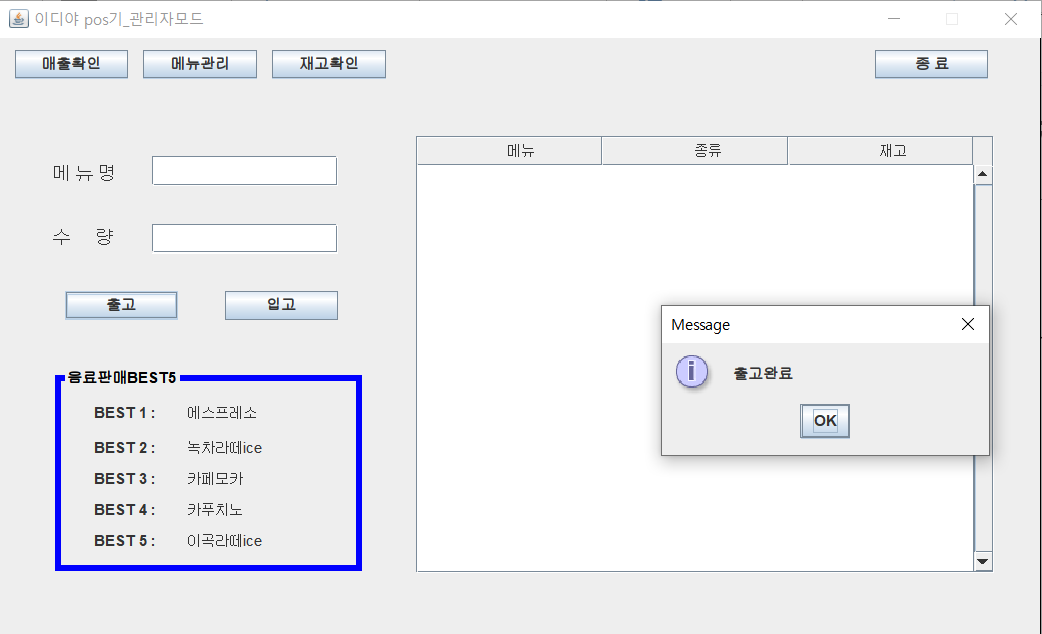 이디야 pos기_관리자모드
매출확인 메뉴관리 재고확인 종 료
메뉴 종류 재고
메 뉴 명
수 량
출고 입고
Message
출고완료
OK
음료판매BEST5
BEST 1 : 에스프레소
BEST 2 : 녹차라떼ice
BEST 3 : 카페모카
BEST 4 : 카푸치노
BEST 5 : 이곡라떼ice